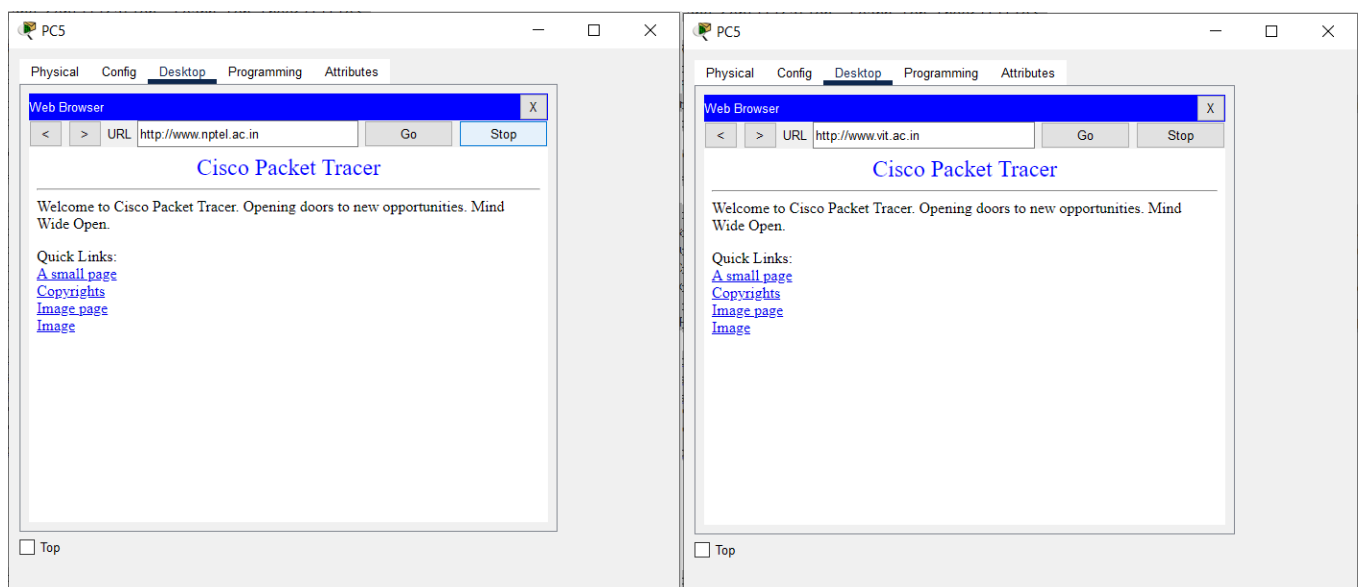 PC5
Physical Config Desktop Programming Attributes
Web Browser X
< > URL http://www.nptel.ac.in Go Stop
Cisco Packet Tracer
Welcome to Cisco Packet Tracer. Opening doors to new opportunities. Mind
Wide Open.
Quick Links:
A small page
Copyrights
Image page
Image
Top
PC5
Physical Config Desktop Programming Attributes
Web Browser X
< > URL http://www.vit.ac.in Go Stop
Cisco Packet Tracer
Welcome to Cisco Packet Tracer. Opening doors to new opportunities. Mind
Wide Open.
Quick Links:
A small page
Copyrights
Image page
Image
Top